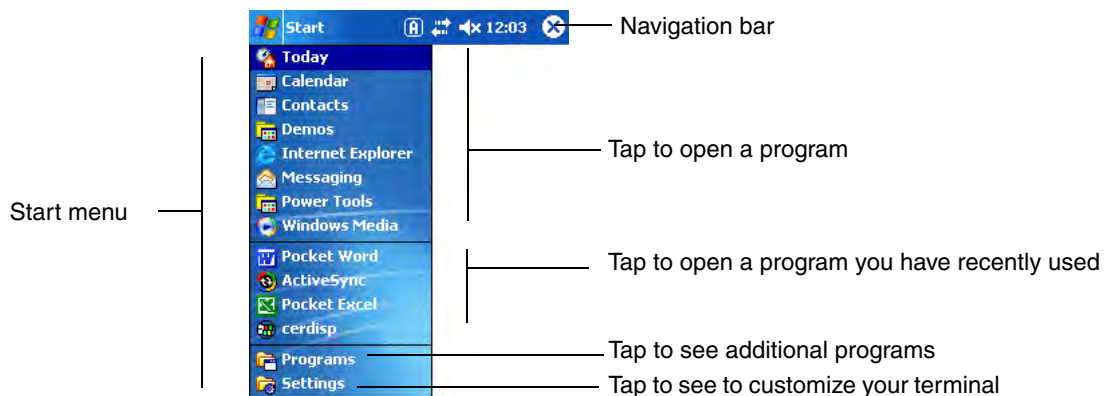 Start 12:03
Navigation bar
Today
Calendar
Contacts
Demos
Internet Explorer
Messaging
Power Tools
Windows Media
Tap to open a program
Start menu
Pocket Word
ActiveSync
Pocket Excel
cerdisp
Tap to open a program you have recently used
Programs
Tap to see additional programs
Settings
Tap to see to customize your terminal